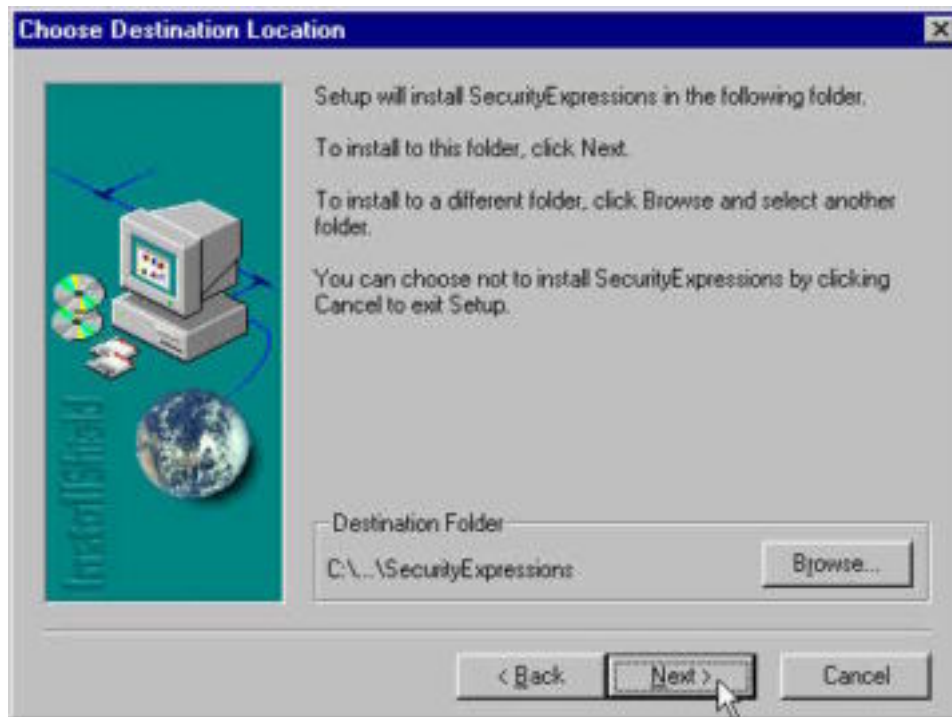 Choose Destination Location
Setup will install SecurityExpressions in the following folder.
To install to this folder, click Next.
To install to a different folder, click Browse and select another
folder.
You can choose not to install SecurityExpressions by clicking
Cancel to exit Setup.
InstallShield
Destination Folder
C:\...\SecurityExpressions
Browse...
< Back
Next >
Cancel